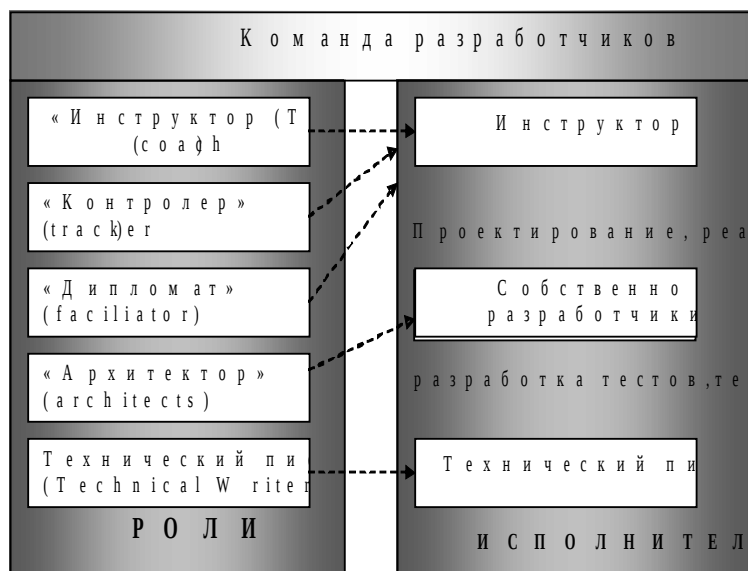 Команда разработчиков
«Инструктор (Т
(coach)
«Контролер»
(tracker)
«Дипломат»
(faciliator)
«Архитектор»
(architects)
Технический пи
(Technical Writer
РОЛИ
Инструктор
Проектирование, реа
Собственно
разработчики
разработка тестов, те
Технический пи
ИСПОЛНИТЕЛ